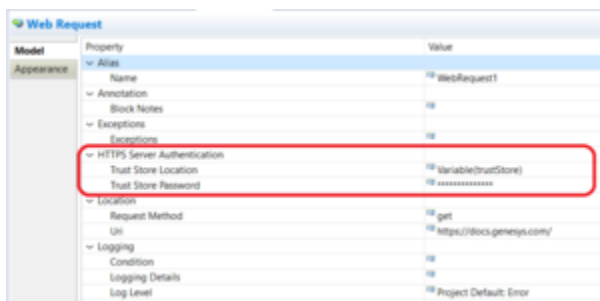 Web Request
Model
Appearance
Property Value
Alias
Name WebRequest1
Annotation
Block Notes
Exceptions
Exceptions
HTTPS Server Authentication
Trust Store Location Variable(trustStore)
Trust Store Password **************
Location
Request Method get
Uri https://docs.genesys.com/
Logging
Condition
Logging Details
Log Level Project Default: Error